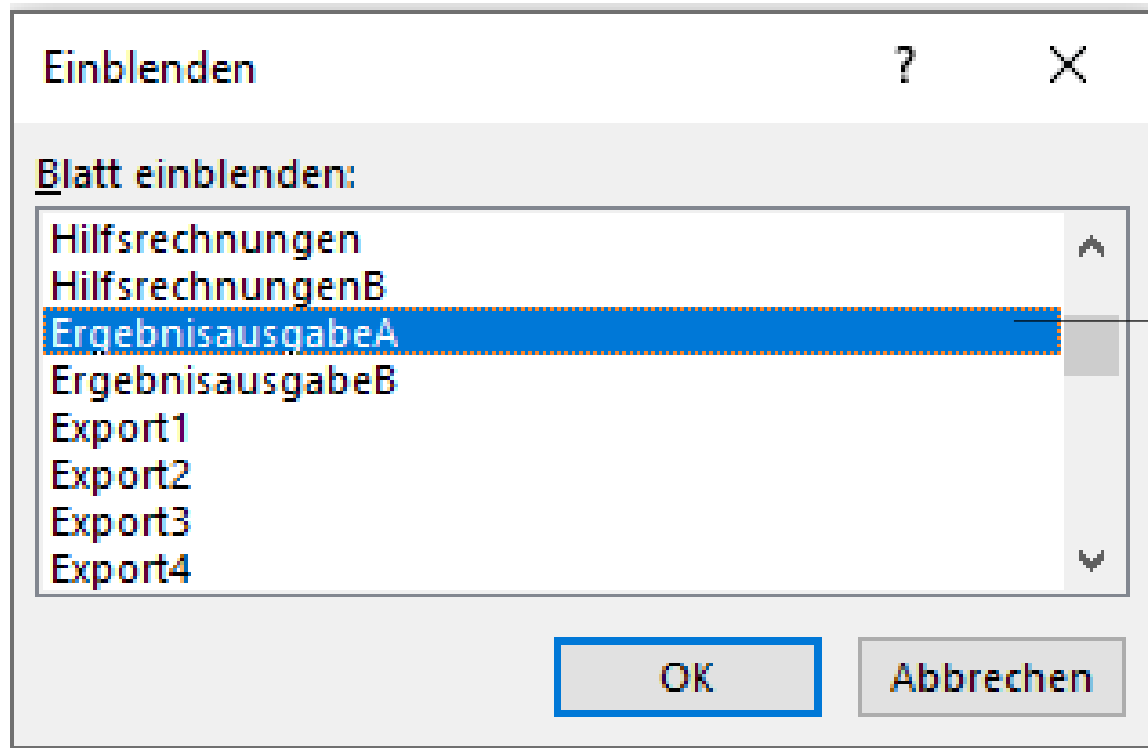 Einblenden ?
Blatt einblenden:
Hilfsrechnungen
HilfsrechnungenB
ErgebnisausgabeA
ErgebnisausgabeB
Export1
Export2
Export3
Export4
OK Abbrechen